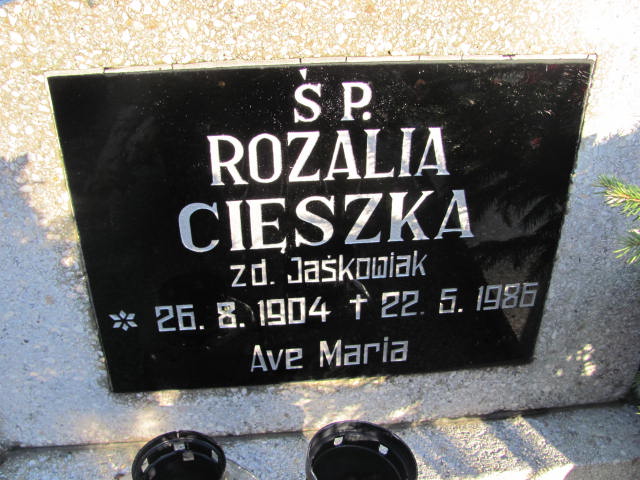 Ś P.
ROZALIA
CIĘSZKA
zd. Jaśkowiak
* 26. 8. 1904 † 22. 5. 1986
Ave Maria